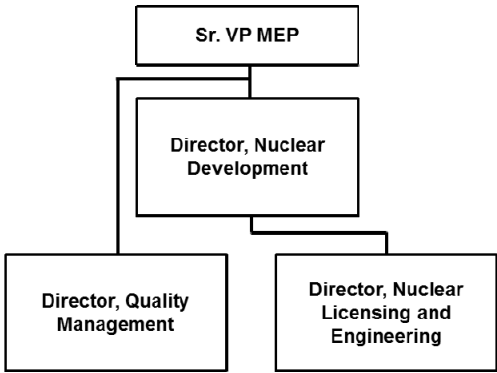 Sr. VP MEP
Director, Nuclear
Development
Director, Quality
Management
Director, Nuclear
Licensing and
Engineering